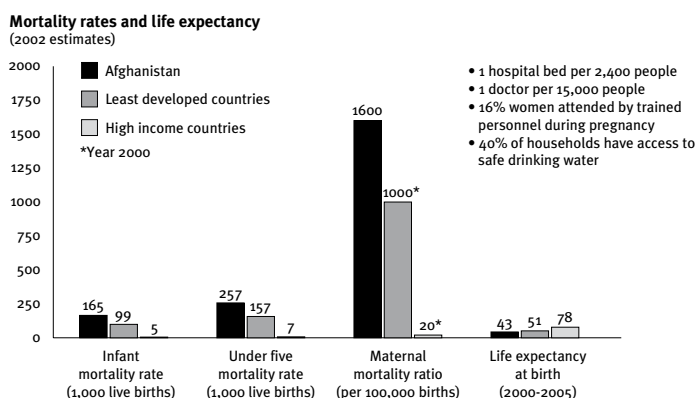 Mortality rates and life expectancy
(2002 estimates)
2000
1750
1500
1250
1000
750
500
250
0
Afghanistan
Least developed countries
High income countries
*Year 2000
• 1 hospital bed per 2,400 people
• 1 doctor per 15,000 people
• 16% women attended by trained
personnel during pregnancy
• 40% of households have access to
safe drinking water
165
99
5
257
157
7
1600
1000*
20*
43
51
78
Infant
mortality rate
(1,000 live births)
Under five
mortality rate
(1,000 live births)
Maternal
mortality ratio
(per 100,000 births)
Life expectancy
at birth
(2000-2005)